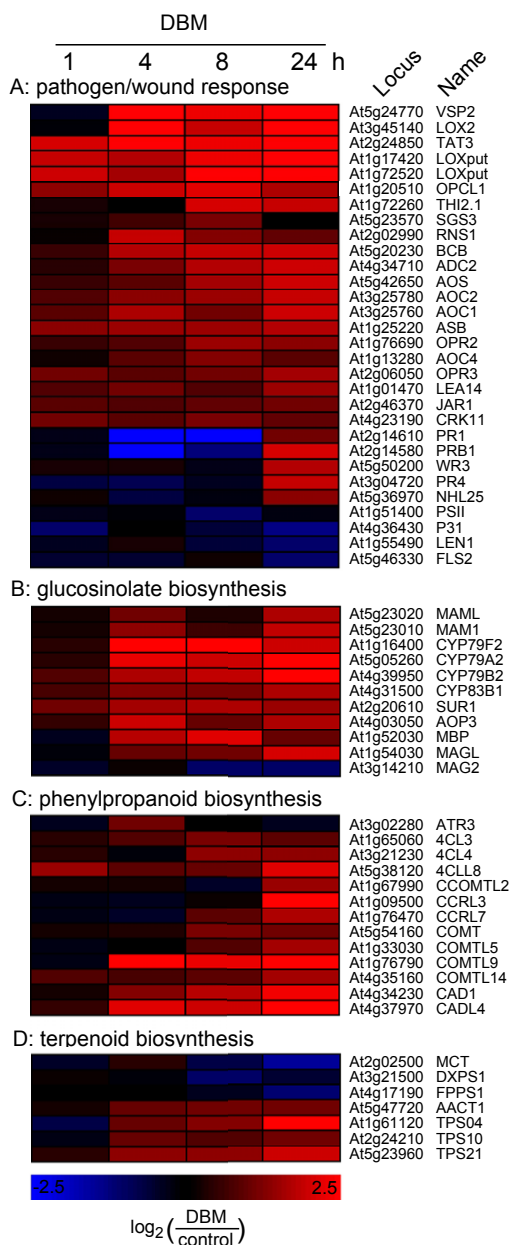 DBM
1 4 8 24 h
Locus Name
A: pathogen/wound response
At5g24770 VSP2
At3g45140 LOX2
At2g24850 TAT3
At1g17420 LOXput
At1g72520 LOXput
At1g20510 OPCL1
At1g72260 THI2.1
At5g23570 SGS3
At2g02990 RNS1
At5g20230 BCB
At4g34710 ADC2
At5g42650 AOS
At3g25780 AOC2
At3g25760 AOC1
At1g25220 ASB
At1g76690 OPR2
At1g13280 AOC4
At2g06050 OPR3
At1g01470 LEA14
At2g46370 JAR1
At4g23190 CRK11
At2g14610 PR1
At2g14580 PRB1
At5g50200 WR3
At3g04720 PR4
At5g36970 NHL25
At1g51400 PSII
At4g36430 P31
At1g55490 LEN1
At5g46330 FLS2
B: glucosinolate biosynthesis
At5g23020 MAML
At5g23010 MAM1
At1g16400 CYP79F2
At5g05260 CYP79A2
At4g39950 CYP79B2
At4g31500 CYP83B1
At2g20610 SUR1
At4g03050 AOP3
At1g52030 MBP
At1g54030 MAGL
At3g14210 MAG2
C: phenylpropanoid biosynthesis
At3g02280 ATR3
At1g65060 4CL3
At3g21230 4CL4
At5g38120 4CLL8
At1g67990 CCOMTL2
At1g09500 CCRL3
At1g76470 CCRL7
At5g54160 COMT
At1g33030 COMTL5
At1g76790 COMTL9
At4g35160 COMTL14
At4g34230 CAD1
At4g37970 CADL4
D: terpenoid biosynthesis
At2g02500 MCT
At3g21500 DXPS1
At4g17190 FPPS1
At5g47720 AACT1
At1g61120 TPS04
At2g24210 TPS10
At5g23960 TPS21
-2.5 2.5
log2(DBM/control)